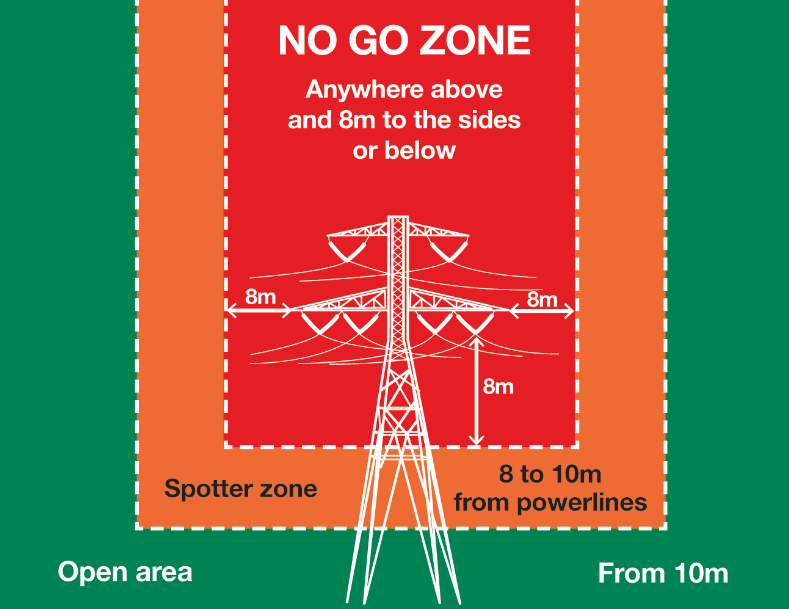 NO GO ZONE
Anywhere above
and 8m to the sides
or below
8m
8m
8m
Spotter zone
8 to 10m
from powerlines
Open area
From 10m